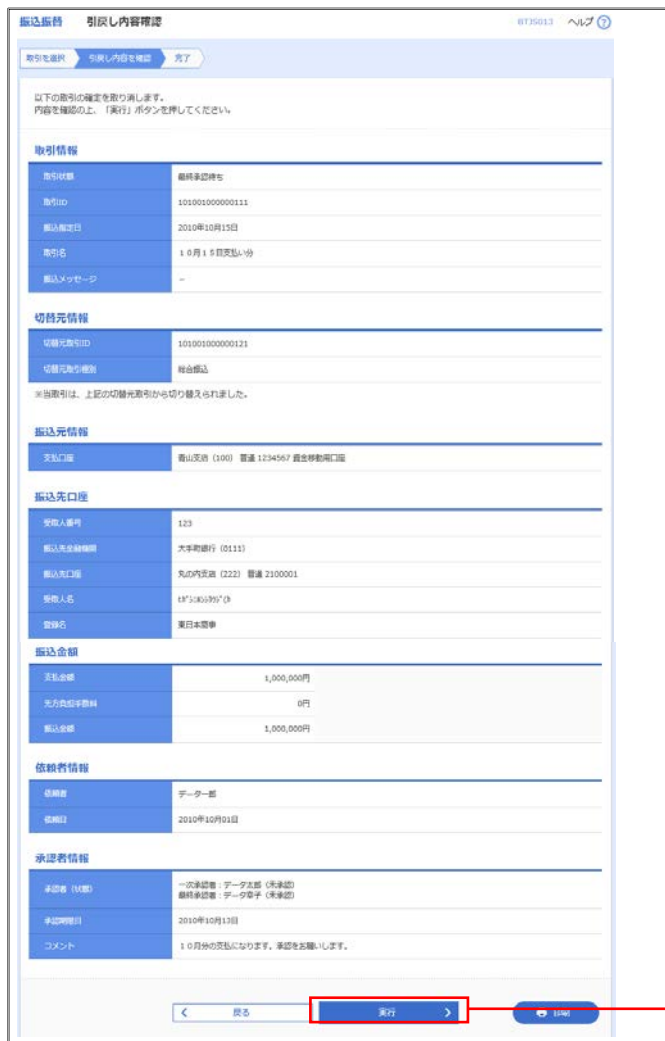 振込振替 引戻し内容確認 BTJS013 ヘルプ ?
取引を選択 引戻し内容を確認 完了
以下の取引の確定を取り消します。
内容を確認の上、「実行」ボタンを押してください。
取引情報
取引状態 最終承認待ち
取引ID 101001000000111
振込指定日 2010年10月15日
取引名 10月15日支払い分
振込メッセージ -
切替元情報
切替元取引ID 101001000000121
切替元取引種別 総合振込
※当取引は、上記の切替元取引から切り替えられました。
振込元情報
支払口座 青山支店(100) 普通 1234567 資金移動用口座
振込先口座
受取人番号 123
振込先金融機関 大手町銀行(0111)
振込先口座 丸の内支店(222) 普通 2100001
受取人名
登録名 東日本商事
振込金額
支払金額 1,000,000円
先方負担手数料 0円
振込金額 1,000,000円
依頼者情報
依頼者 データ一郎
依頼日 2010年10月01日
承認者情報
承認者(状態) 一次承認者:データ太郎(未承認)
最終承認者:データ幸子(未承認)
承認期限日 2010年10月13日
コメント 10月分の支払になります。承認をお願いします。
戻る 実行 印刷